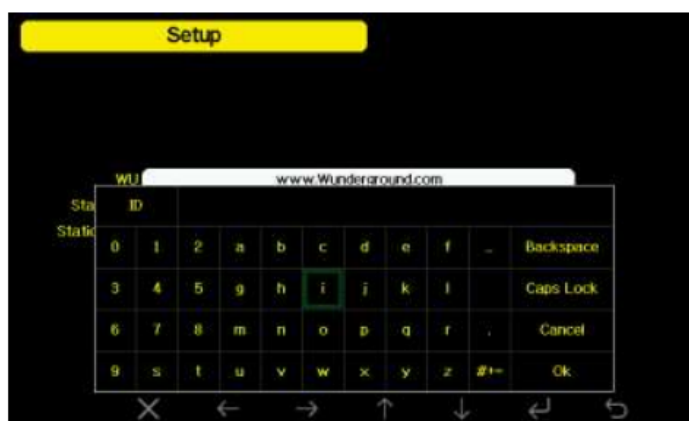 Setup
WU www.Wunderground.com
Sta ID
Static
0 1 2 a b c d e f _ Backspace
3 4 5 g h i j k l Caps Lock
6 7 8 m n o p q r . Cancel
9 s t u v w x y z #+- Ok